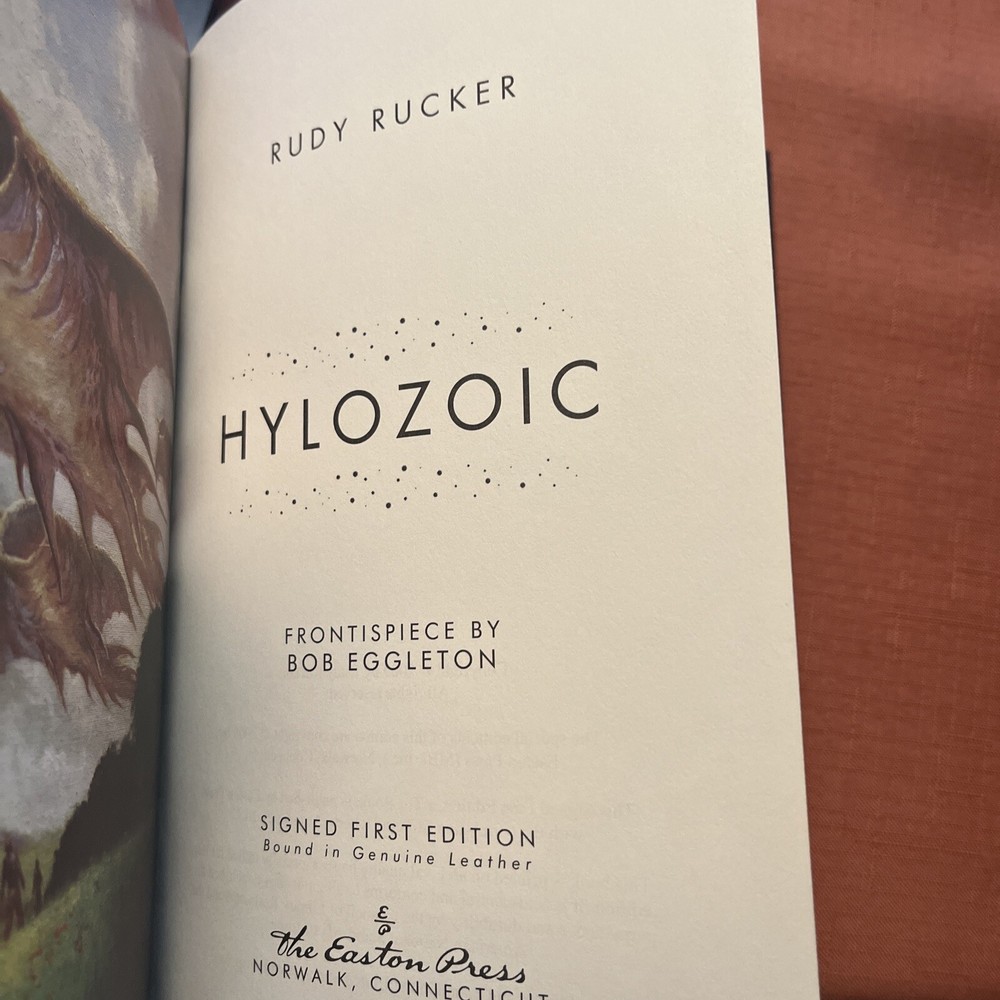 RUDY RUCKER
HYLOZOIC
FRONTISPIECE BY
BOB EGGLETON
SIGNED FIRST EDITION
Bound in Genuine Leather
E
P
the Easton Press
NORWALK, CONNECTICUT